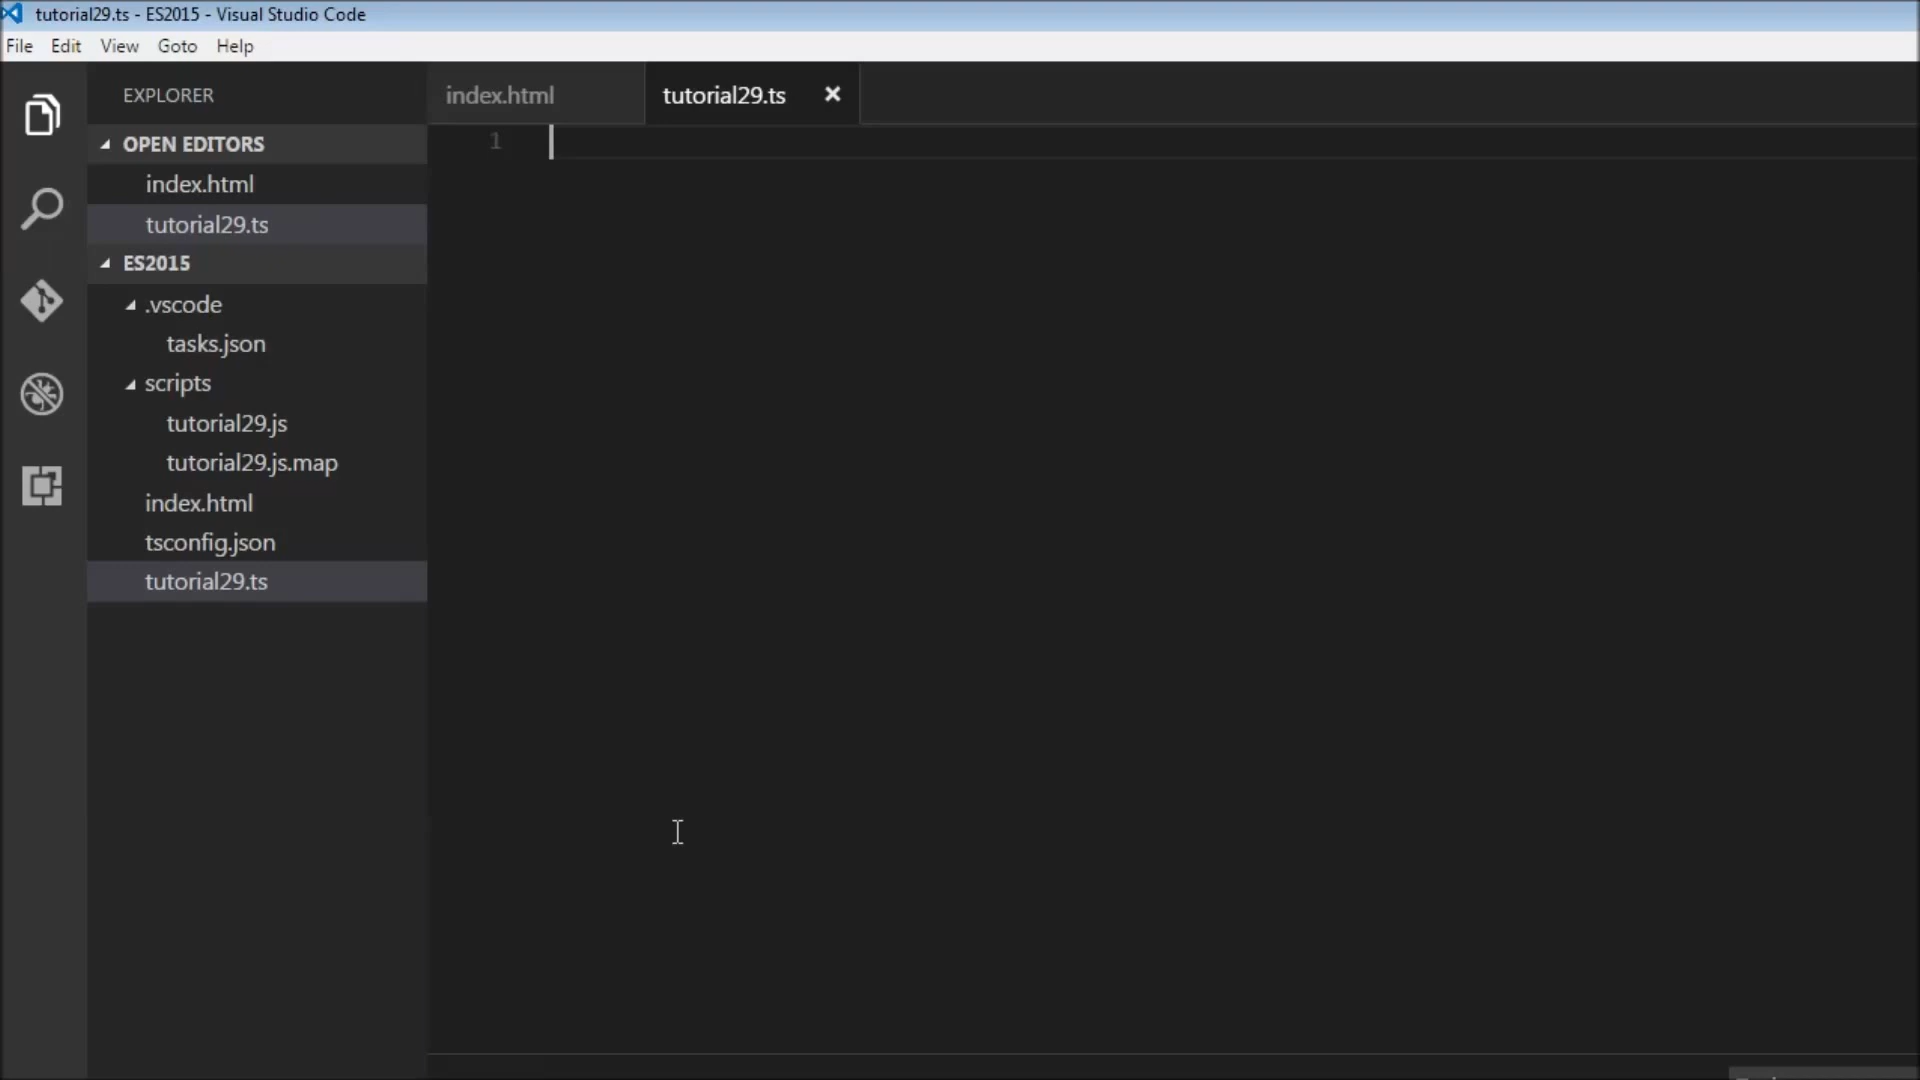 tutorial29.ts - ES2015 - Visual Studio Code
File Edit View Goto Help
EXPLORER
index.html
tutorial29.ts
OPEN EDITORS
1
index.html
tutorial29.ts
ES2015
.vscode
tasks.json
scripts
tutorial29.js
tutorial29.js.map
index.html
tsconfig.json
tutorial29.ts